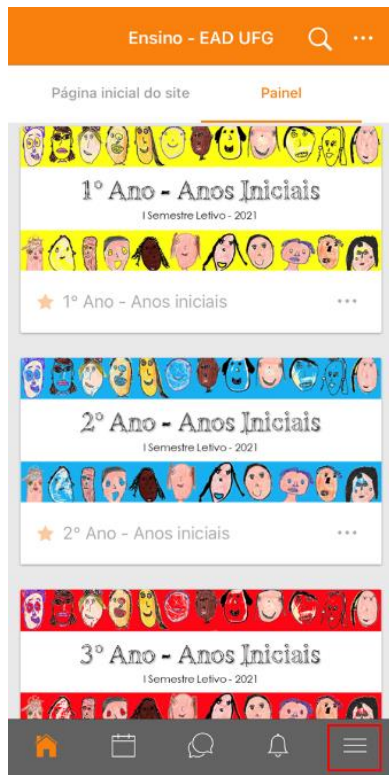 Ensino - EAD UFG
Página inicial do site
Painel
1º Ano - Anos Iniciais
I Semestre Letivo - 2021
1º Ano - Anos iniciais
2º Ano - Anos Iniciais
I Semestre Letivo - 2021
2º Ano - Anos iniciais
3º Ano - Anos Iniciais
I Semestre Letivo - 2021